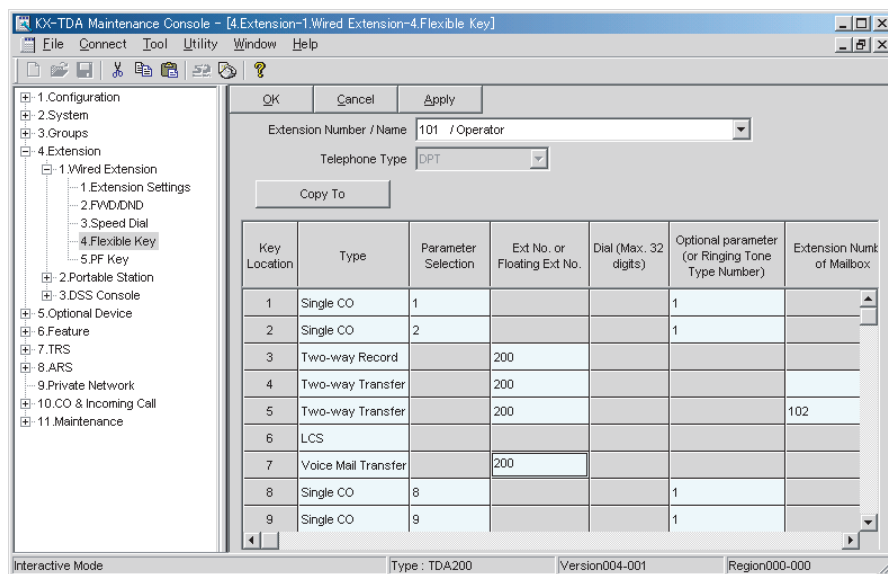 KX-TDA Maintenance Console - [4.Extension-1.Wired Extension-4.Flexible Key]
File Connect Tool Utility Window Help
1.Configuration
2.System
3.Groups
4.Extension
1.Wired Extension
1.Extension Settings
2.FWD/DND
3.Speed Dial
4.Flexible Key
5.PF Key
2.Portable Station
3.DSS Console
5.Optional Device
6.Feature
7.TRS
8.ARS
9.Private Network
10.CO & Incoming Call
11.Maintenance
OK Cancel Apply
Extension Number / Name 101 / Operator
Telephone Type DPT
Copy To
Key Location Type Parameter Selection Ext No. or Floating Ext No. Dial (Max. 32 digits) Optional parameter (or Ringing Tone Type Number) Extension Numb of Mailbox
1 Single CO 1 1
2 Single CO 2 1
3 Two-way Record 200
4 Two-way Transfer 200
5 Two-way Transfer 200 102
6 LCS
7 Voice Mail Transfer 200
8 Single CO 8 1
9 Single CO 9 1
Interactive Mode Type : TDA200 Version004-001 Region000-000